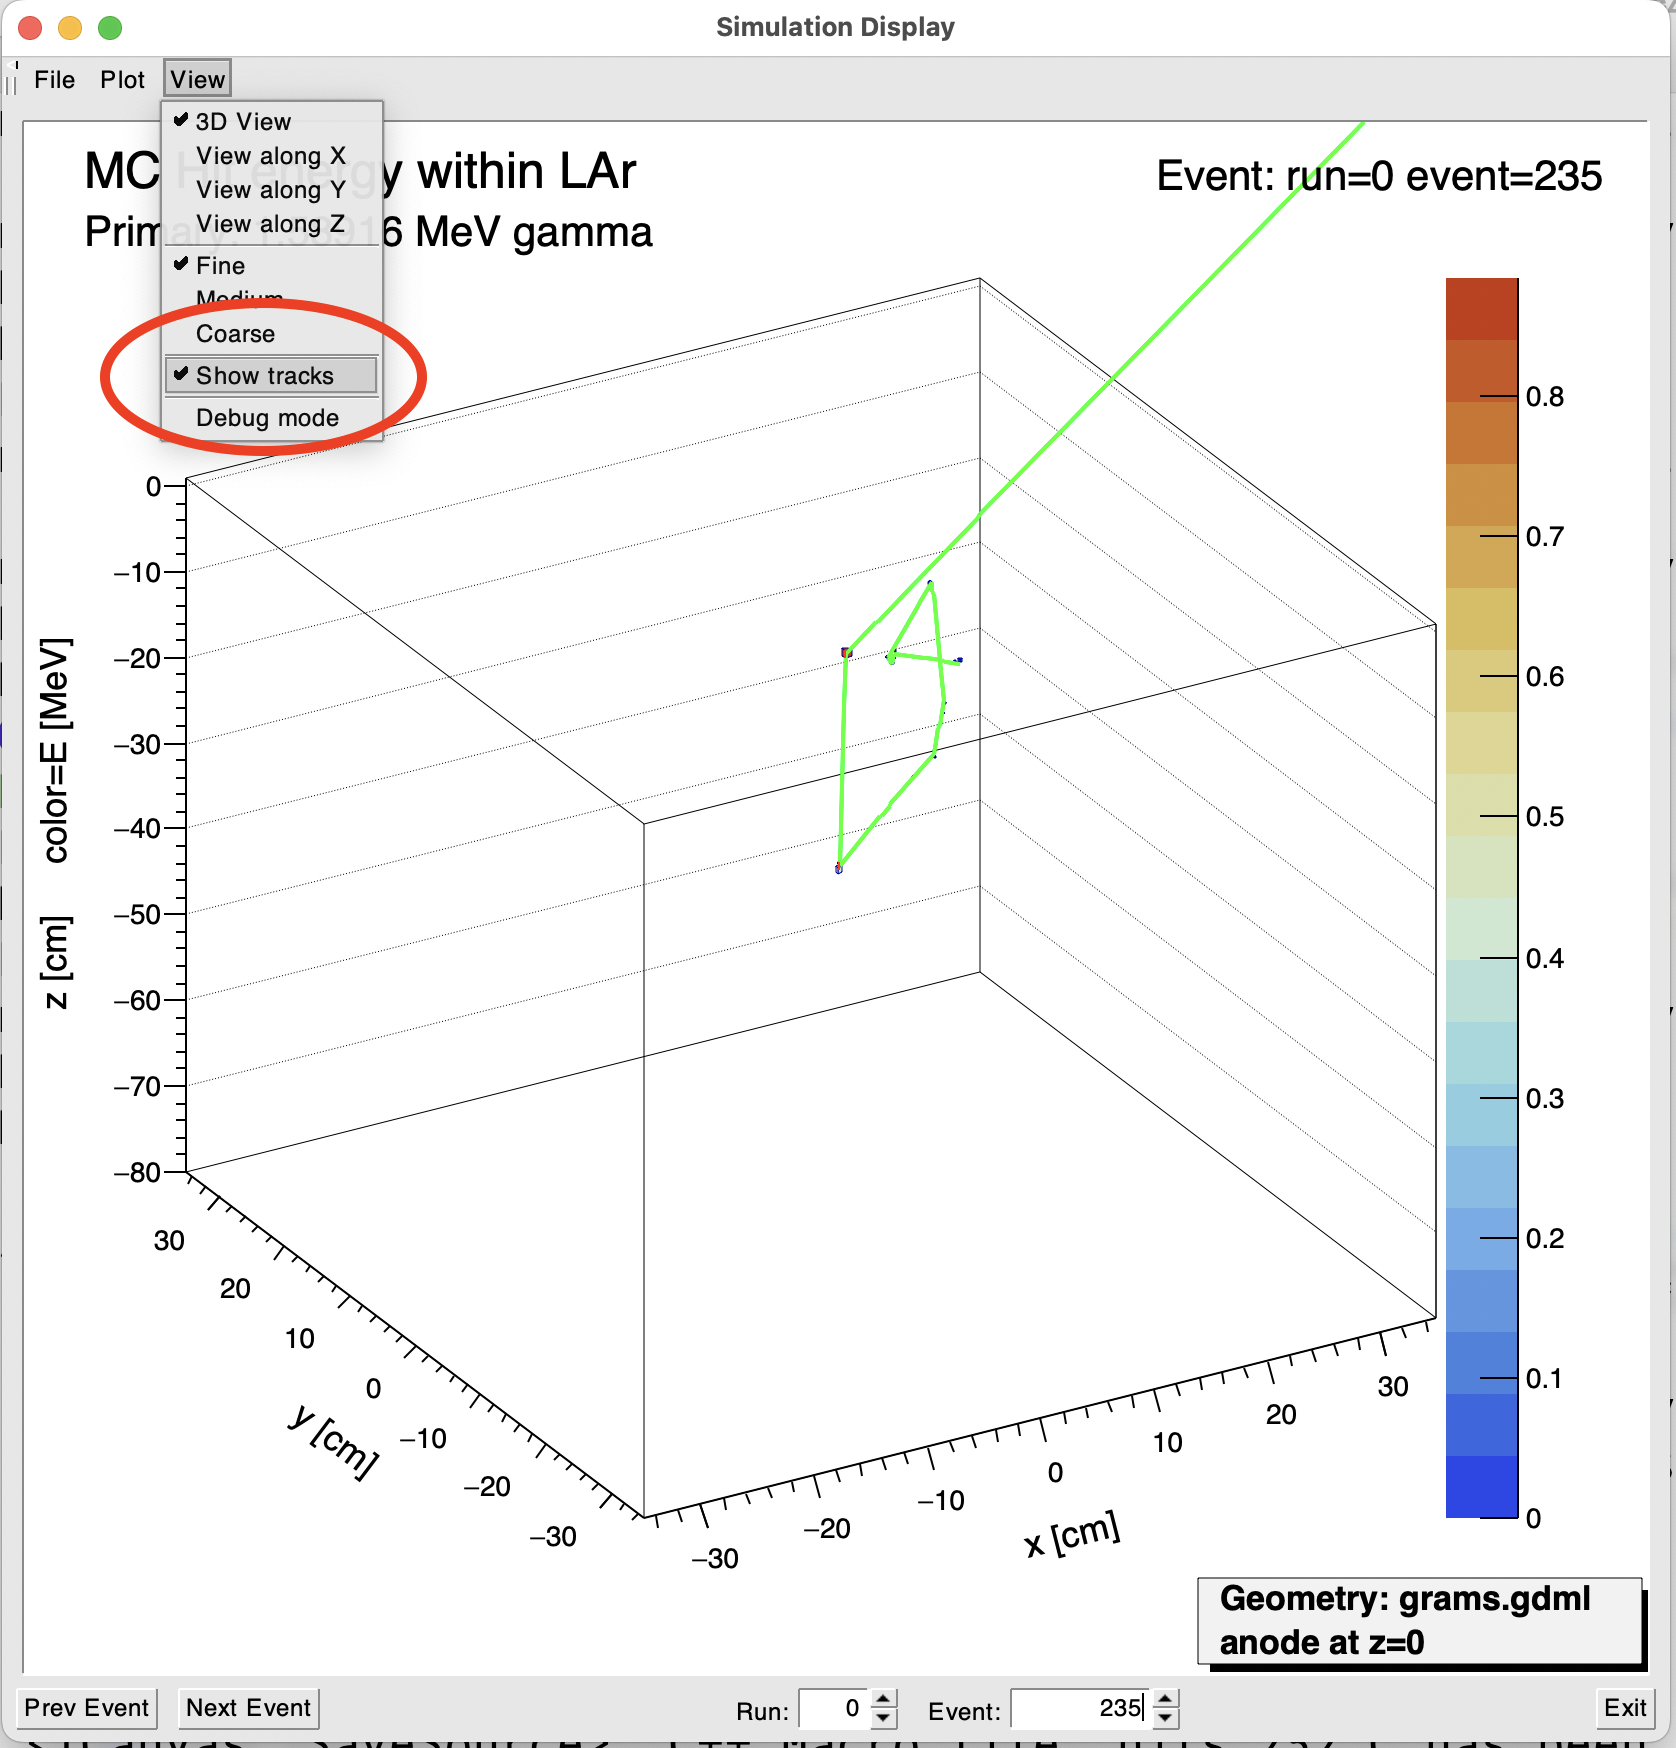 Simulation Display
File Plot View
3D View
View along X
View along Y
View along Z
Fine
Medium
Coarse
Show tracks
Debug mode
MC Hit energy within LAr
6 MeV gamma
Event: run=0 event=235
0
−10
−20
−30
−40
−50
−60
−70
−80
z [cm] color=E [MeV]
30
20
10
0
−10
−20
−30
y [cm]
−30
−20
−10
0
10
20
30
x [cm]
0.8
0.7
0.6
0.5
0.4
0.3
0.2
0.1
0
Geometry: grams.gdml
anode at z=0
Prev Event Next Event Run: 0 Event: 235 Exit